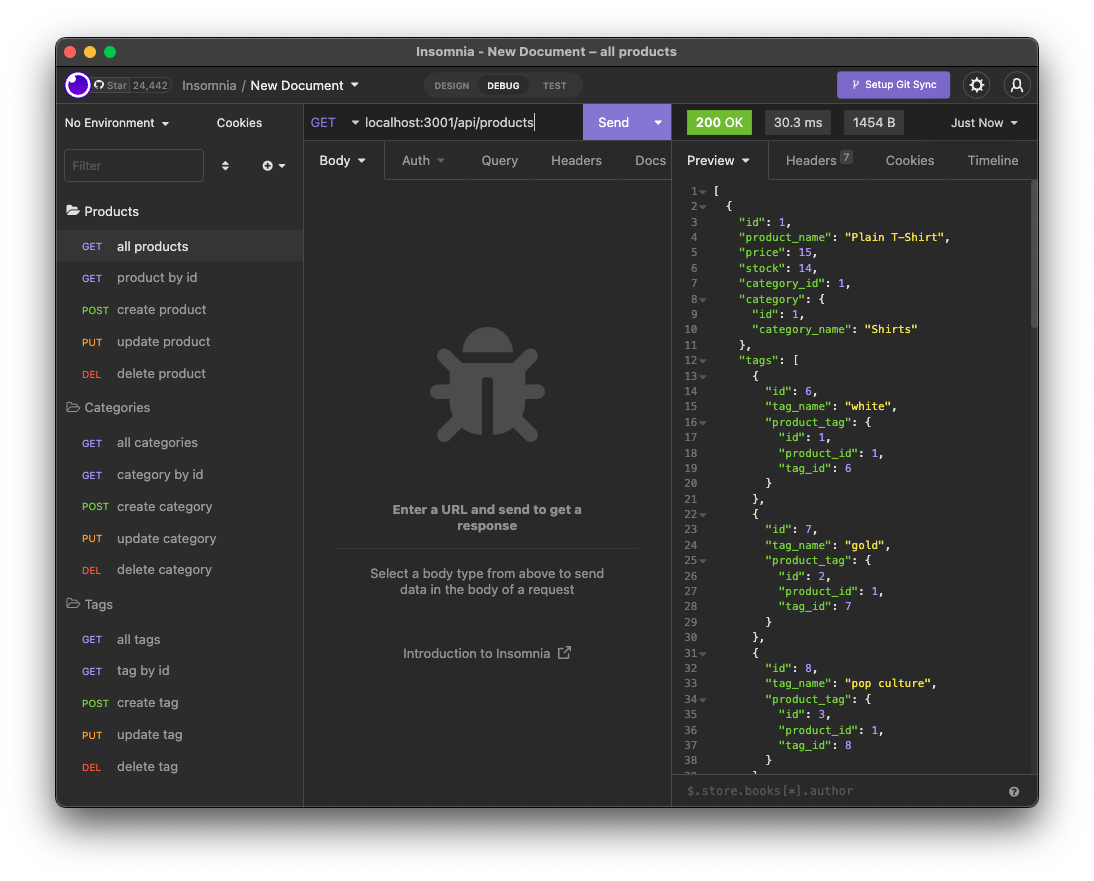 Insomnia - New Document – all products
Star 24,442 Insomnia / New Document
DESIGN DEBUG TEST
Setup Git Sync
No Environment Cookies
Filter
Products
GET all products
GET product by id
POST create product
PUT update product
DEL delete product
Categories
GET all categories
GET category by id
POST create category
PUT update category
DEL delete category
Tags
GET all tags
GET tag by id
POST create tag
PUT update tag
DEL delete tag
GET localhost:3001/api/products Send
Body Auth Query Headers Docs
Enter a URL and send to get a
response
Select a body type from above to send
data in the body of a request
Introduction to Insomnia
200 OK 30.3 ms 1454 B Just Now
Preview Headers 7 Cookies Timeline
1 [
2 {
3 "id": 1,
4 "product_name": "Plain T-Shirt",
5 "price": 15,
6 "stock": 14,
7 "category_id": 1,
8 "category": {
9 "id": 1,
10 "category_name": "Shirts"
11 },
12 "tags": [
13 {
14 "id": 6,
15 "tag_name": "white",
16 "product_tag": {
17 "id": 1,
18 "product_id": 1,
19 "tag_id": 6
20 }
21 },
22 {
23 "id": 7,
24 "tag_name": "gold",
25 "product_tag": {
26 "id": 2,
27 "product_id": 1,
28 "tag_id": 7
29 }
30 },
31 {
32 "id": 8,
33 "tag_name": "pop culture",
34 "product_tag": {
35 "id": 3,
36 "product_id": 1,
37 "tag_id": 8
38 }
$.store.books[*].author